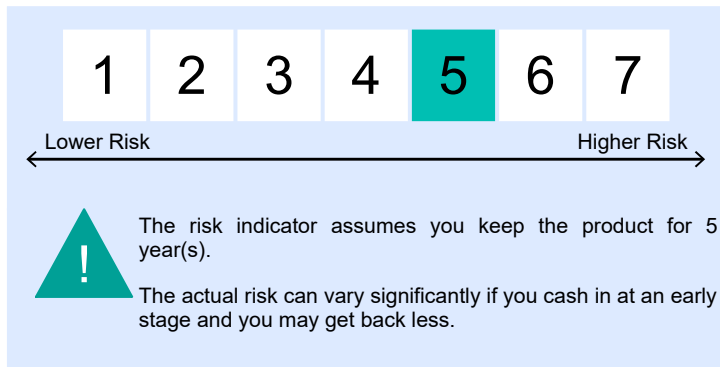 1 2 3 4 5 6 7
Lower Risk Higher Risk
!
The risk indicator assumes you keep the product for 5
year(s).
The actual risk can vary significantly if you cash in at an early
stage and you may get back less.